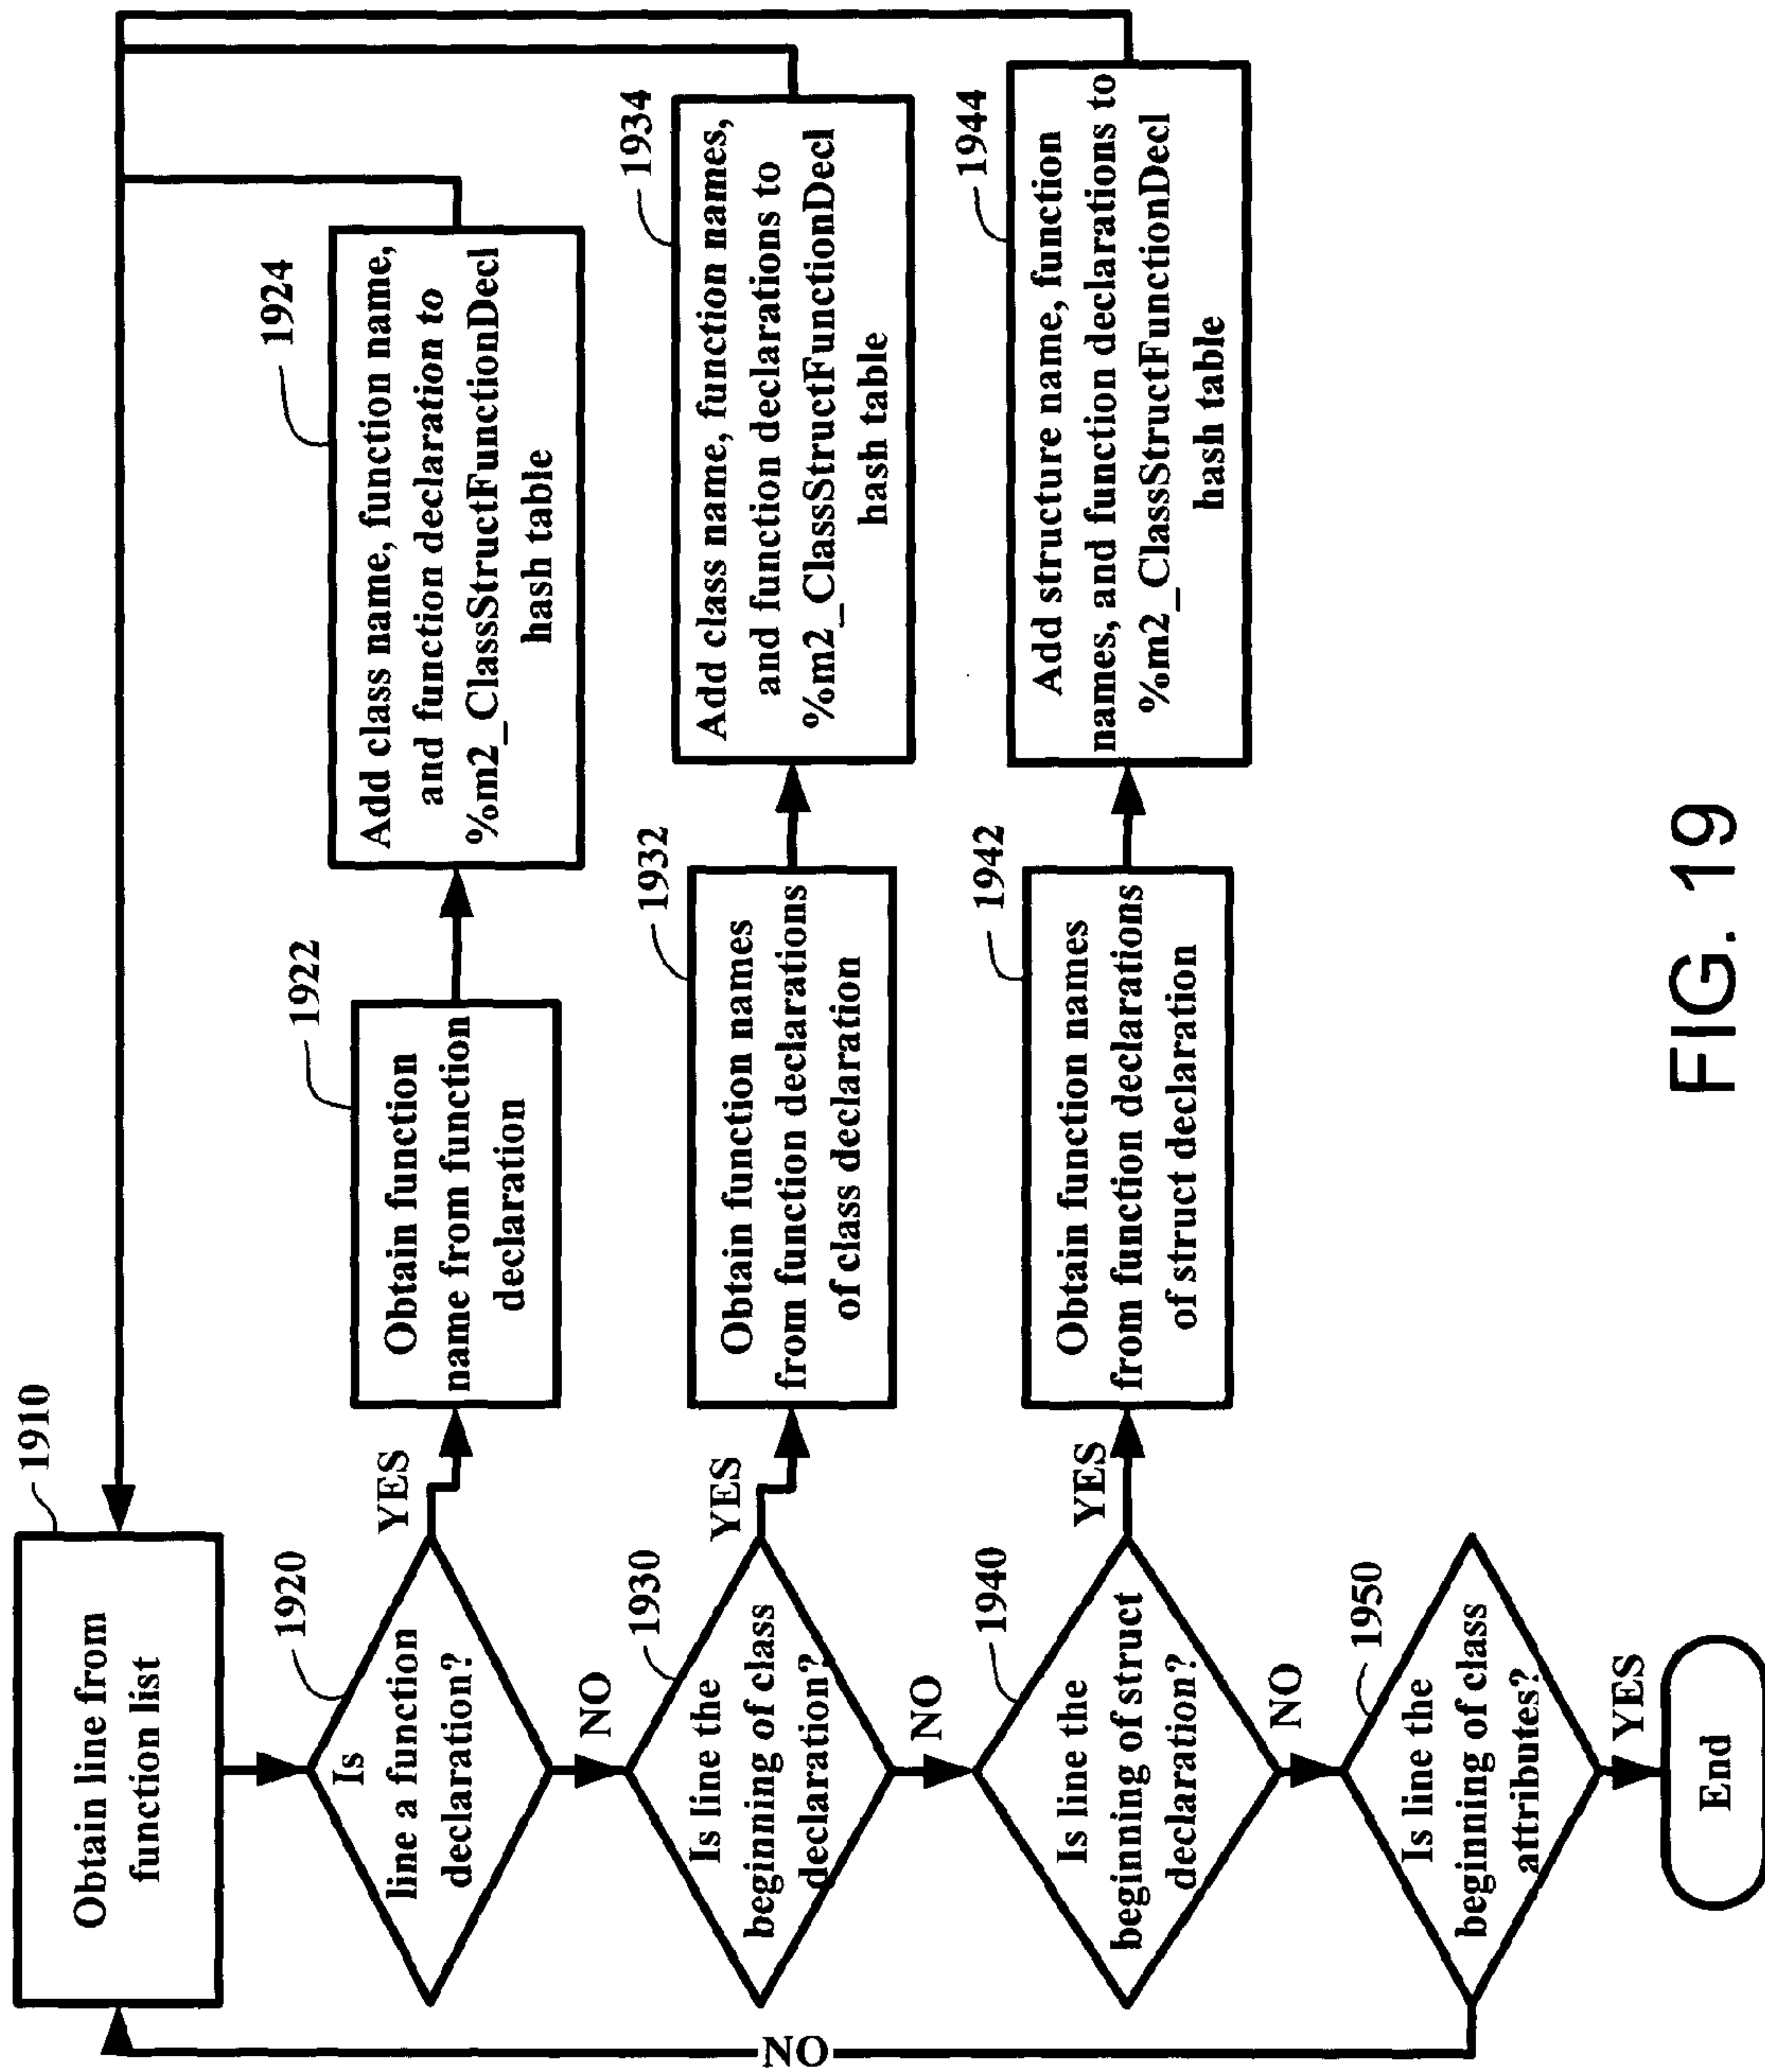 1910
Obtain line from
function list
1920
Is
line a function
declaration?
YES
1922
Obtain function
name from function
declaration
1924
Add class name, function name,
and function declaration to
%m2_ClassStructFunctionDecl
hash table
NO
1930
Is line the
beginning of class
declaration?
YES
1932
Obtain function names
from function declarations
of class declaration
1934
Add class name, function names,
and function declarations to
%m2_ClassStructFunctionDecl
hash table
NO
1940
Is line the
beginning of struct
declaration?
YES
1942
Obtain function names
from function declarations
of struct declaration
1944
Add structure name, function
names, and function declarations to
%m2_ClassStructFunctionDecl
hash table
NO
1950
Is line the
beginning of class
attributes?
NO
YES
End
FIG. 19